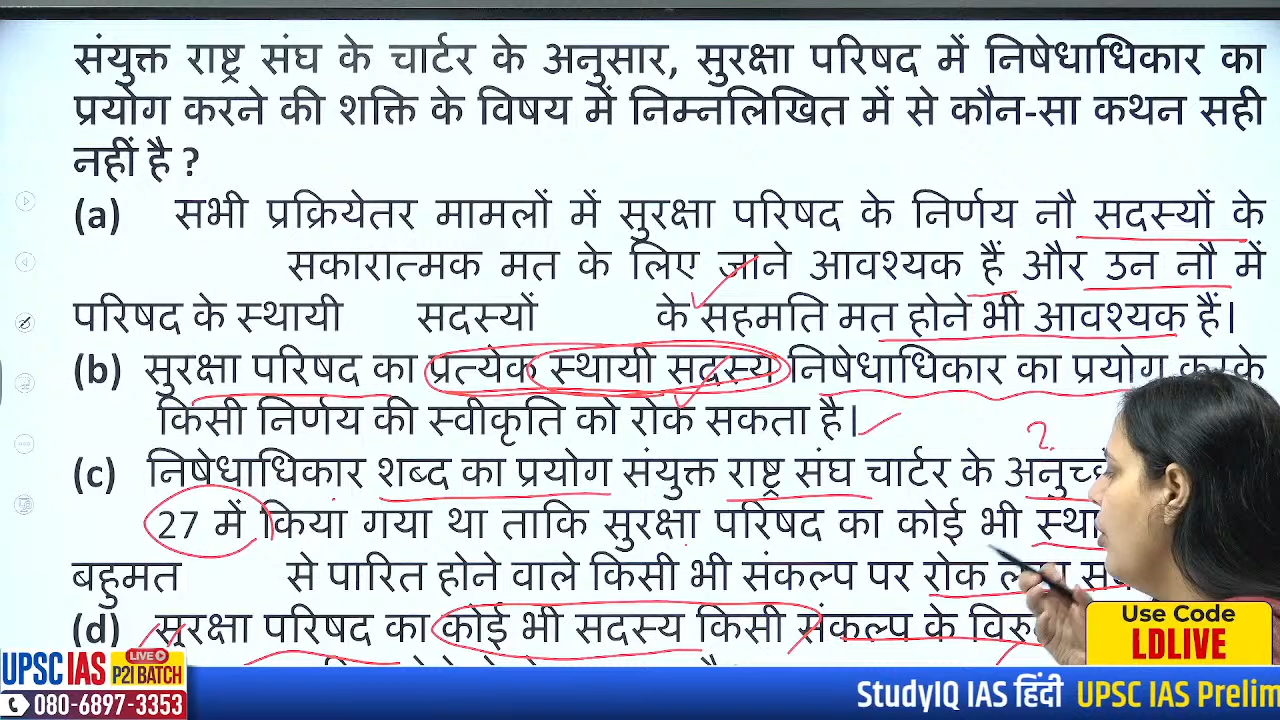 संयुक्त राष्ट्र संघ के चार्टर के अनुसार, सुरक्षा परिषद में निषेधाधिकार का
प्रयोग करने की शक्ति के विषय में निम्नलिखित में से कौन-सा कथन सही
नहीं है ?
(a) सभी प्रक्रियेतर मामलों में सुरक्षा परिषद के निर्णय नौ सदस्यों के
सकारात्मक मत के लिए जाने आवश्यक हैं और उन नौ में
परिषद के स्थायी सदस्यों के सहमति मत होने भी आवश्यक हैं।
(b) सुरक्षा परिषद का प्रत्येक स्थायी सदस्य निषेधाधिकार का प्रयोग
किसी निर्णय की स्वीकृति को रोक सकता है।
?
(c) निषेधाधिकार शब्द का प्रयोग संयुक्त राष्ट्र संघ चार्टर के
27 में किया गया था ताकि सुरक्षा परिषद का कोई भी
बहुमत से पारित होने वाले किसी भी संकल्प पर रोक
(d) सुरक्षा परिषद का कोई भी सदस्य किसी संकल्प के
Use Code
LDLIVE
UPSC IAS LIVE P2I BATCH
080-6897-3353
StudyIQ IAS हिंदी UPSC IAS Prelim